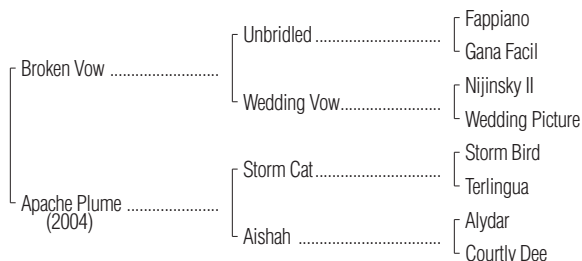 Fappiano
Unbridled
Gana Facil
Broken Vow
Nijinsky II
Wedding Vow
Wedding Picture
Storm Bird
Storm Cat
Terlingua
Apache Plume
(2004)
Alydar
Aishah
Courtly Dee